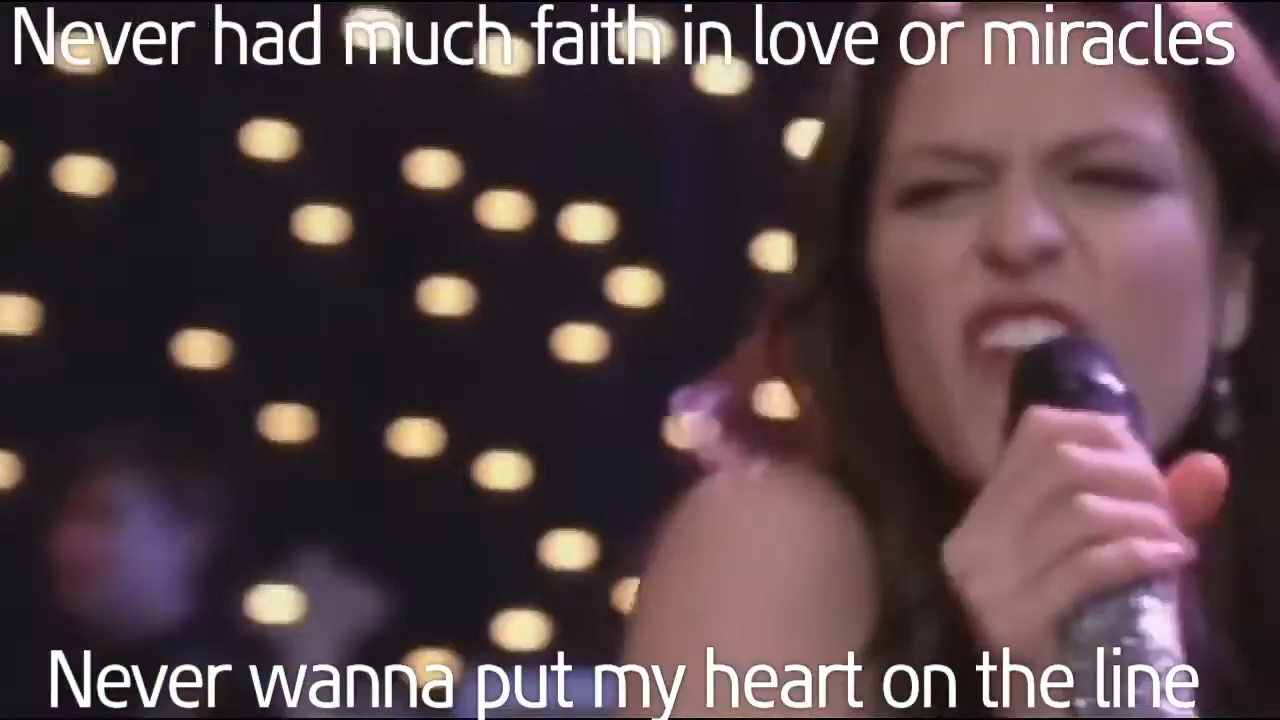 Never had much faith in love or miracles
Never wanna put my heart on the line